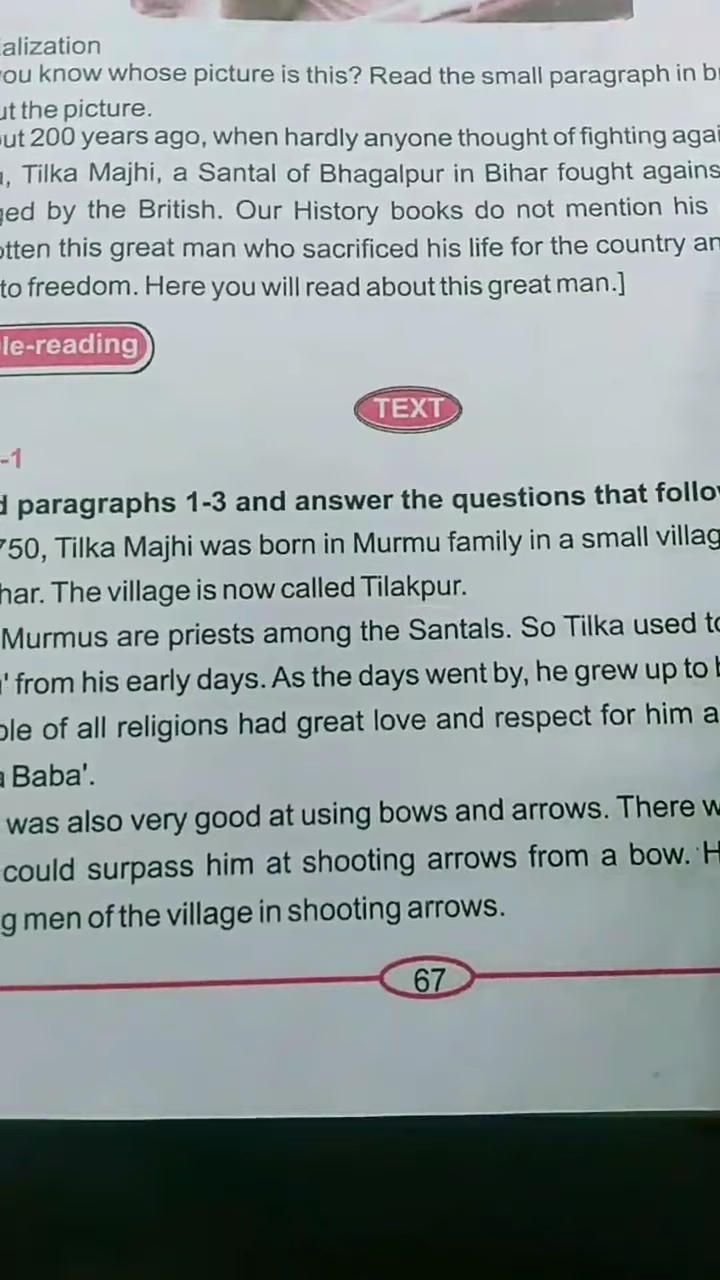 alization
you know whose picture is this? Read the small paragraph in
ut the picture.
out 200 years ago, when hardly anyone thought of fighting agai
, Tilka Majhi, a Santal of Bhagalpur in Bihar fought agains
ged by the British. Our History books do not mention his
otten this great man who sacrificed his life for the country an
to freedom. Here you will read about this great man.]
le-reading
TEXT
-1
d paragraphs 1-3 and answer the questions that follow
750, Tilka Majhi was born in Murmu family in a small villag
har. The village is now called Tilakpur.
Murmus are priests among the Santals. So Tilka used to
' from his early days. As the days went by, he grew up to b
ple of all religions had great love and respect for him a
a Baba'.
was also very good at using bows and arrows. There w
could surpass him at shooting arrows from a bow. H
g men of the village in shooting arrows.
67